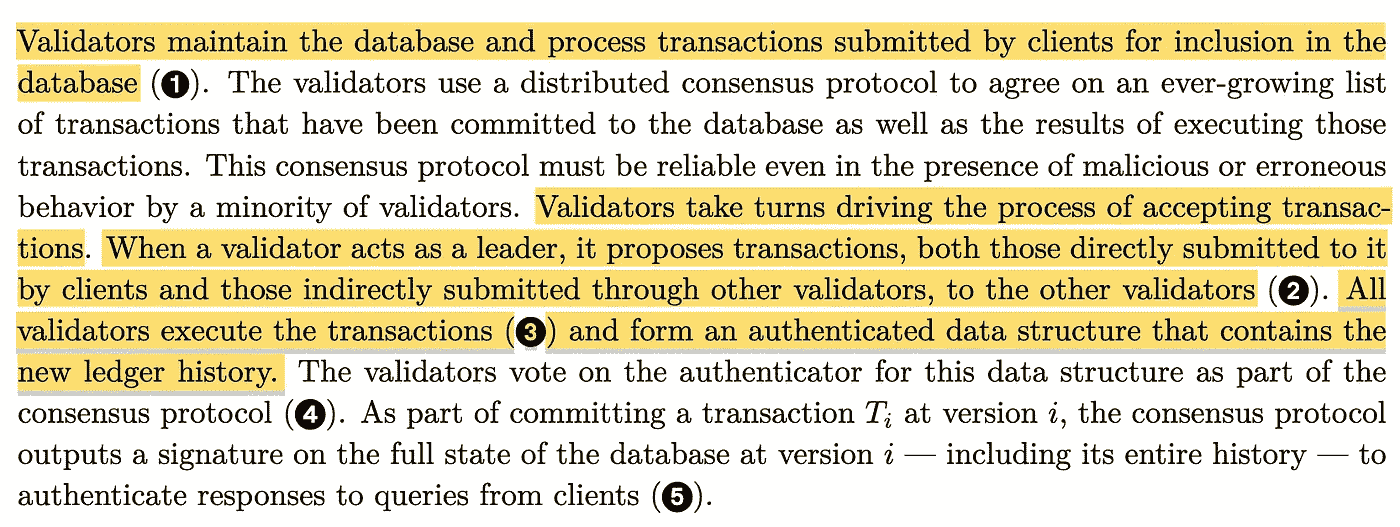 Validators maintain the database and process transactions submitted by clients for inclusion in the
database (❶). The validators use a distributed consensus protocol to agree on an ever-growing list
of transactions that have been committed to the database as well as the results of executing those
transactions. This consensus protocol must be reliable even in the presence of malicious or erroneous
behavior by a minority of validators. Validators take turns driving the process of accepting transac-
tions. When a validator acts as a leader, it proposes transactions, both those directly submitted to it
by clients and those indirectly submitted through other validators, to the other validators (❷). All
validators execute the transactions (❸) and form an authenticated data structure that contains the
new ledger history. The validators vote on the authenticator for this data structure as part of the
consensus protocol (❹). As part of committing a transaction Tᵢ at version i, the consensus protocol
outputs a signature on the full state of the database at version i — including its entire history — to
authenticate responses to queries from clients (❺).